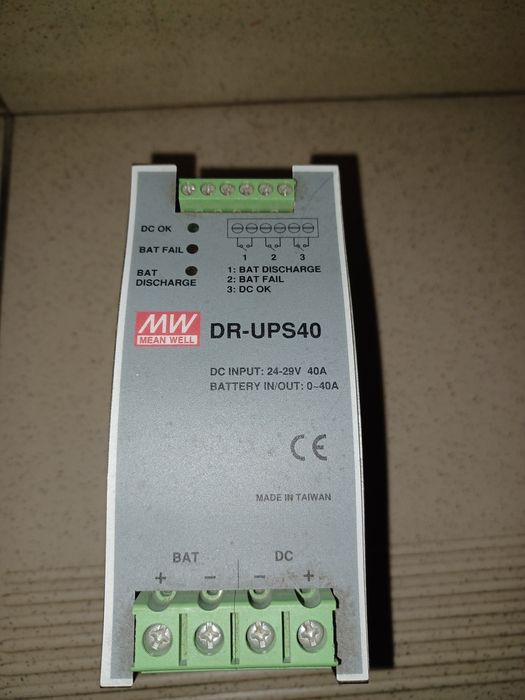 DC OK
BAT FAIL
BAT
DISCHARGE
1 2 3
1: BAT DISCHARGE
2: BAT FAIL
3: DC OK
MW
MEAN WELL
DR-UPS40
DC INPUT: 24-29V 40A
BATTERY IN/OUT: 0~40A
CE
MADE IN TAIWAN
BAT DC
+ − − +